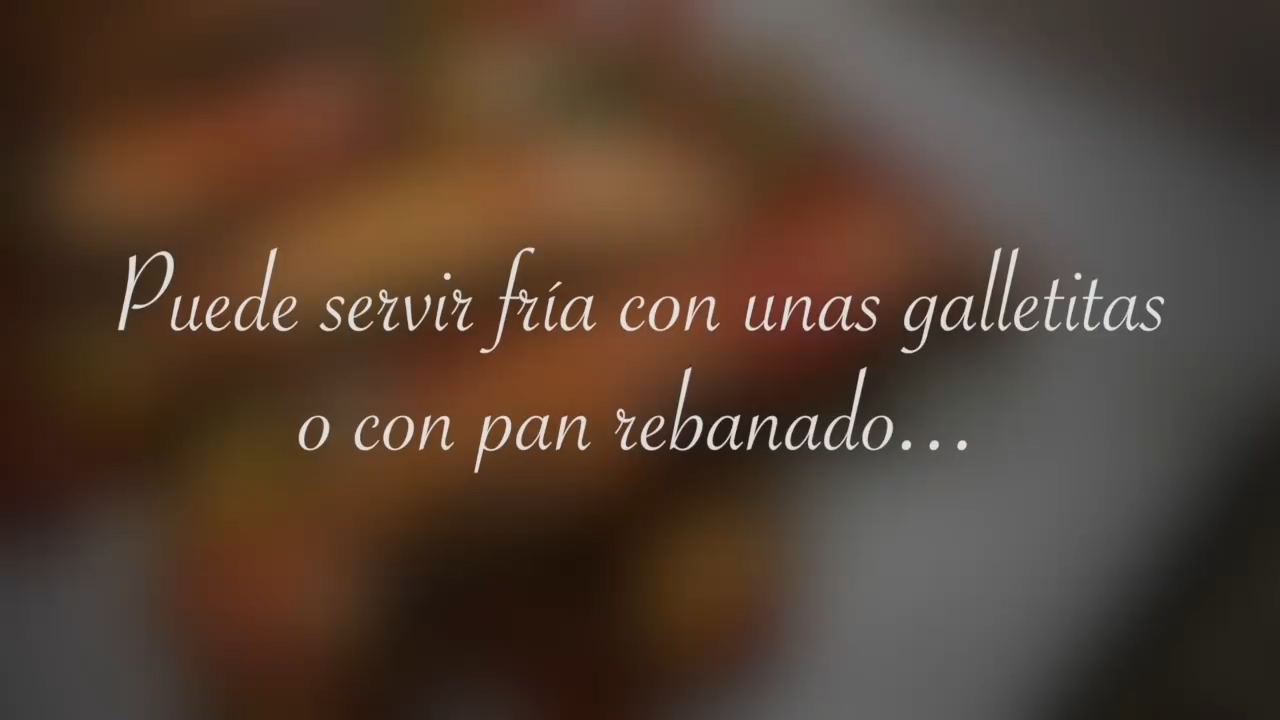 Puede servir fría con unas galletitas
o con pan rebanado...